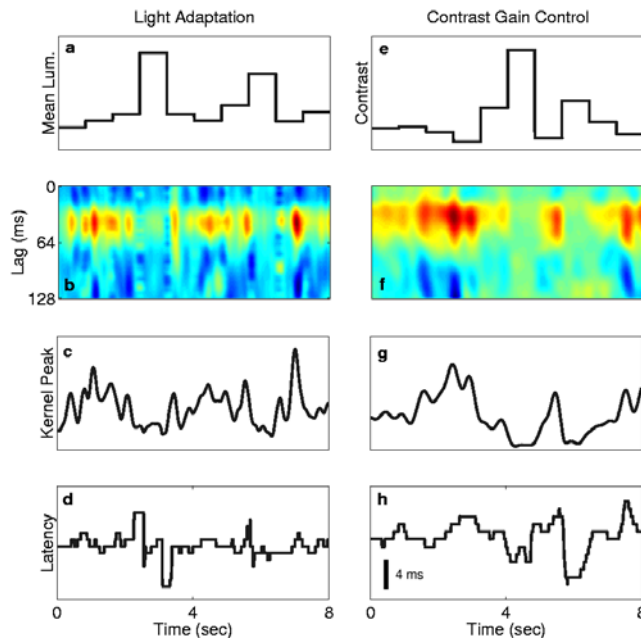 Light Adaptation
Contrast Gain Control
a
Mean Lum.
e
Contrast
0
64
128
Lag (ms)
b
f
c
Kernel Peak
g
d
Latency
h
4 ms
0
4
8
0
4
8
Time (sec)
Time (sec)